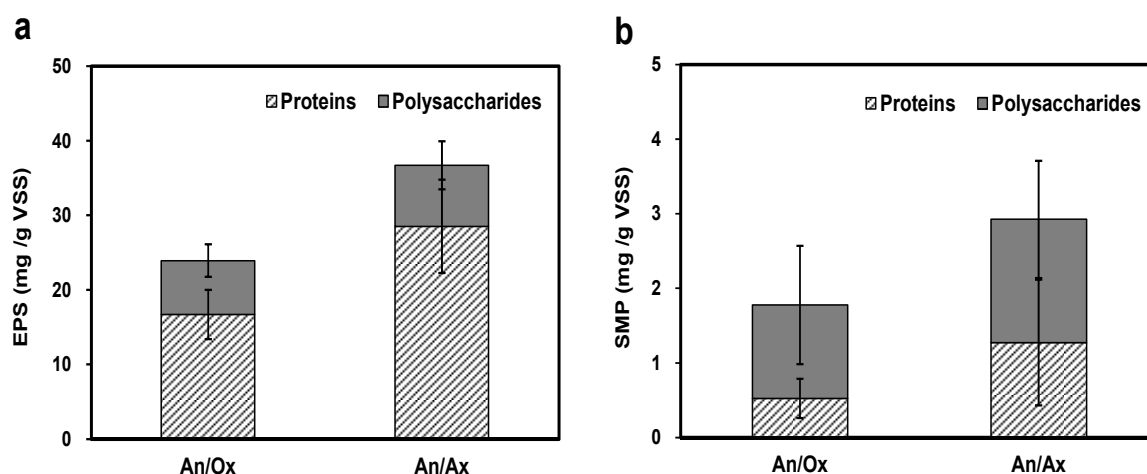 a
50
40
30
20
10
0
EPS (mg /g VSS)
Proteins Polysaccharides
An/Ox An/Ax
b
5
4
3
2
1
0
SMP (mg /g VSS)
Proteins Polysaccharides
An/Ox An/Ax